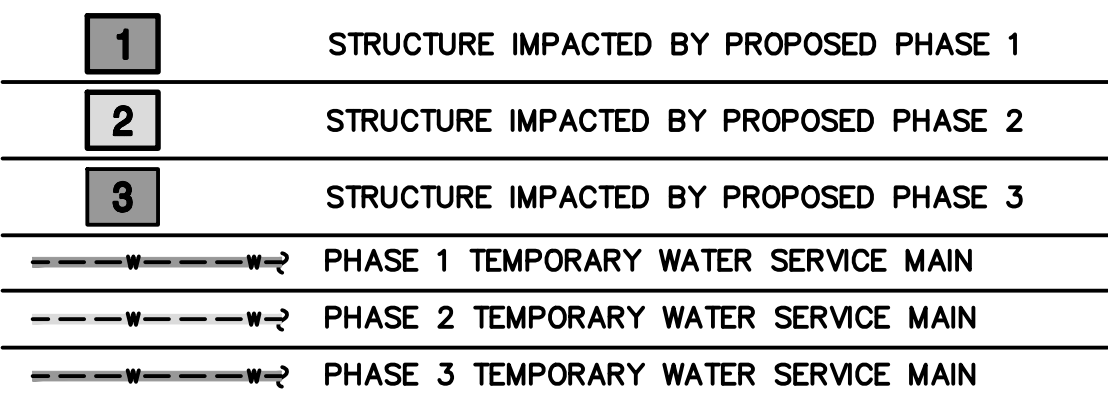 1 STRUCTURE IMPACTED BY PROPOSED PHASE 1
2 STRUCTURE IMPACTED BY PROPOSED PHASE 2
3 STRUCTURE IMPACTED BY PROPOSED PHASE 3
W W PHASE 1 TEMPORARY WATER SERVICE MAIN
W W PHASE 2 TEMPORARY WATER SERVICE MAIN
W W PHASE 3 TEMPORARY WATER SERVICE MAIN